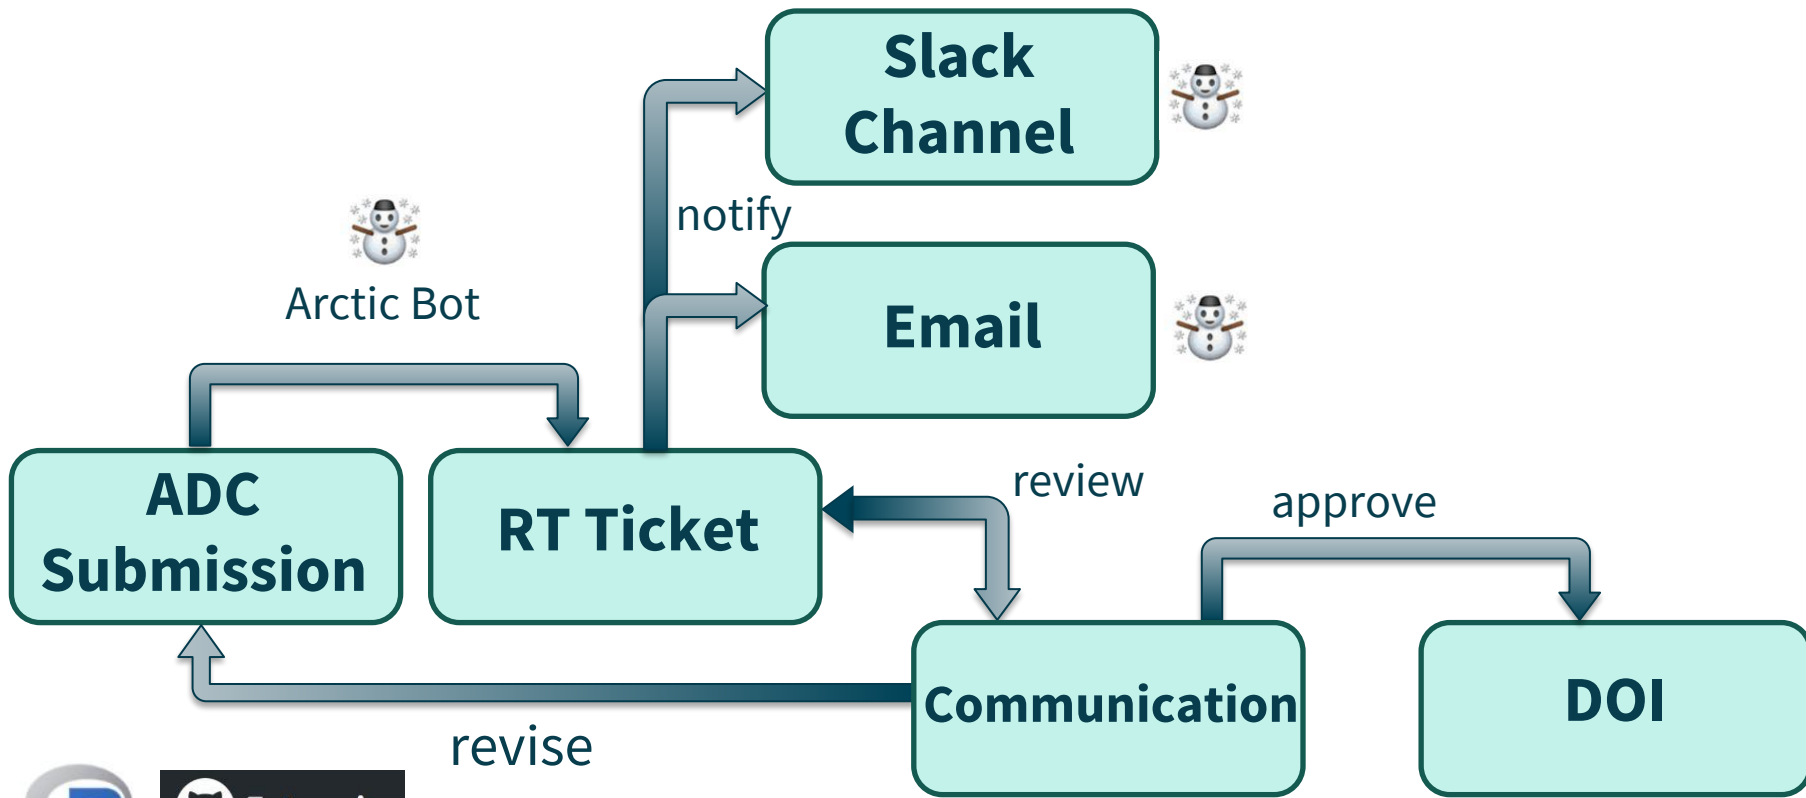 Slack
Channel
notify
Arctic Bot
Email
ADC
Submission
RT Ticket
review
approve
Communication
DOI
revise